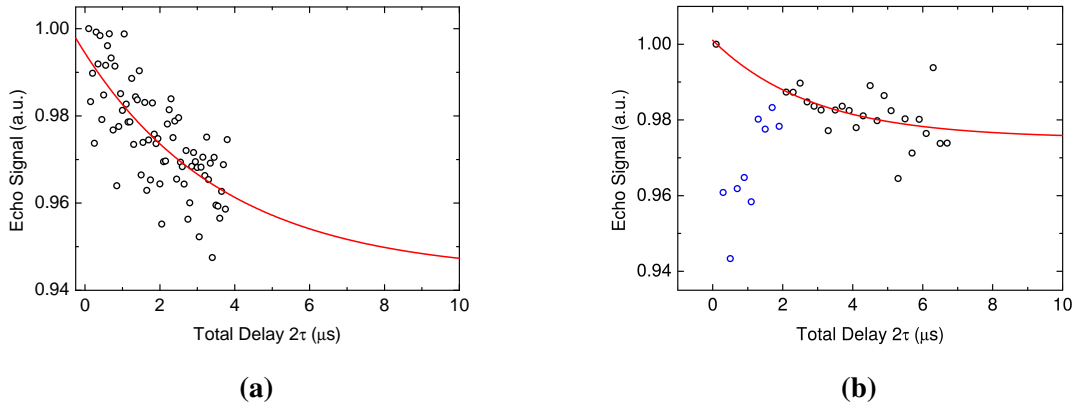 1.00
0.98
0.96
0.94
0 2 4 6 8 10
Echo Signal (a.u.)
Total Delay 2τ (μs)
(a)
1.00
0.98
0.96
0.94
0 2 4 6 8 10
Echo Signal (a.u.)
Total Delay 2τ (μs)
(b)